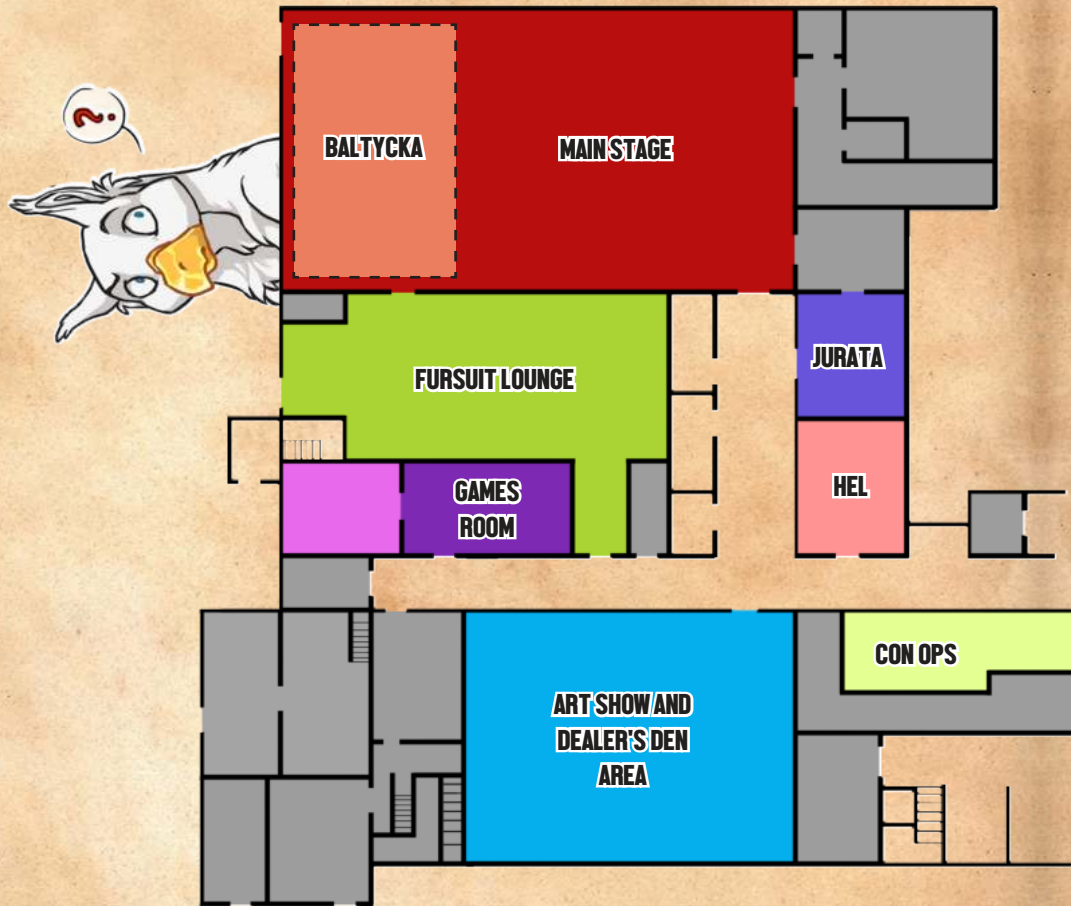 ?
BALTYCKA
MAIN STAGE
FURSUIT LOUNGE
JURATA
GAMES
ROOM
HEL
CON OPS
ART SHOW AND
DEALER'S DEN
AREA